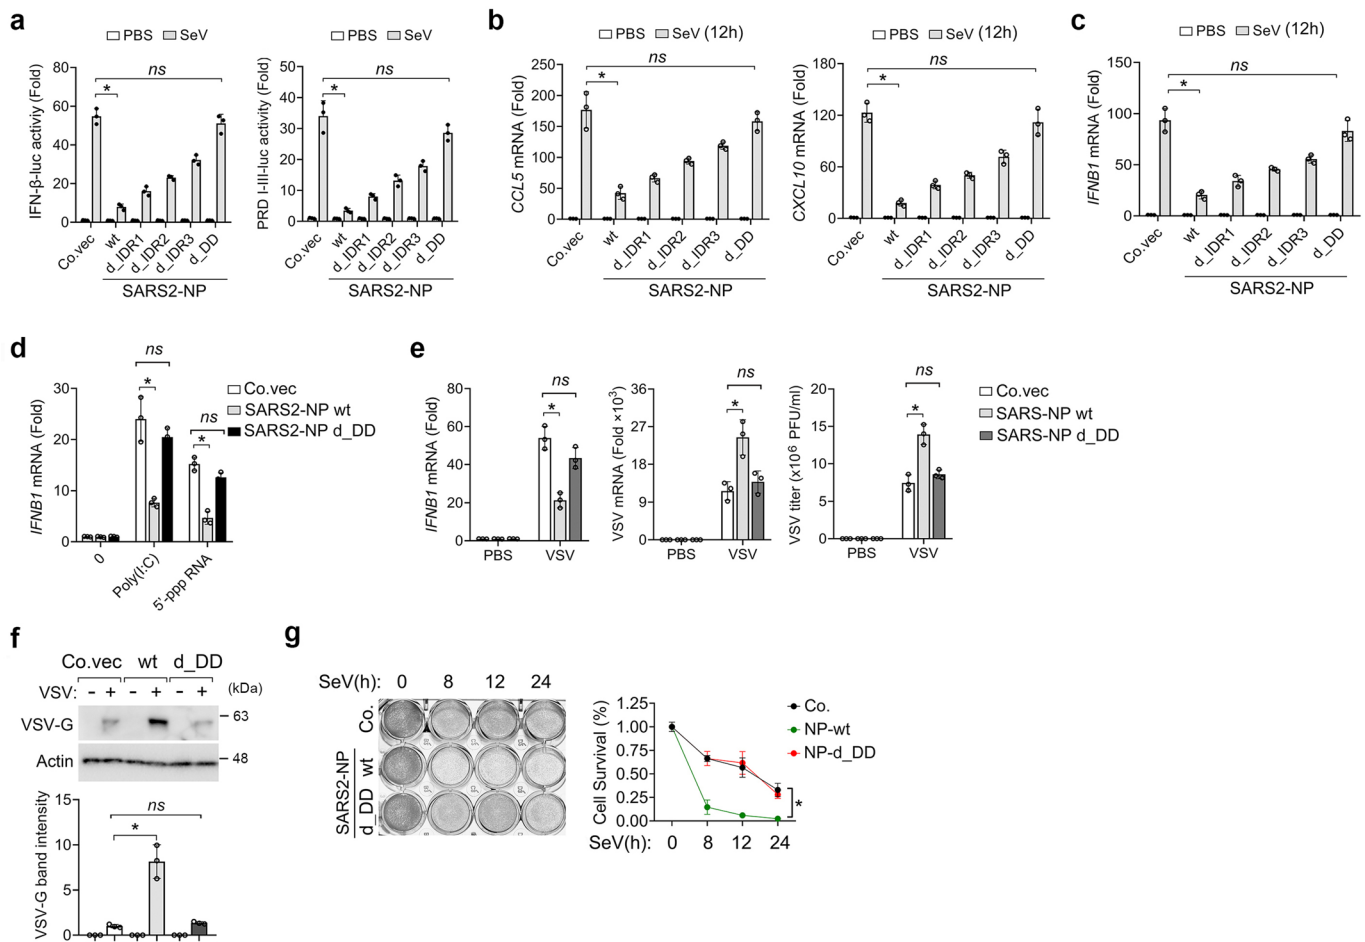 a
PBS SeV
IFN-β-luc activiy (Fold)
80
60
40
20
0
ns
*
Co.vec wt d_IDR1 d_IDR2 d_IDR3 d_DD
SARS2-NP
PBS SeV
PRD I-III-luc activity (Fold)
50
40
30
20
10
0
ns
*
Co.vec wt d_IDR1 d_IDR2 d_IDR3 d_DD
SARS2-NP
b
PBS SeV (12h)
CCL5 mRNA (Fold)
250
200
150
100
50
0
ns
*
Co.vec wt d_IDR1 d_IDR2 d_IDR3 d_DD
SARS2-NP
PBS SeV (12h)
CXCL10 mRNA (Fold)
180
120
60
0
ns
*
Co.vec wt d_IDR1 d_IDR2 d_IDR3 d_DD
SARS2-NP
c
PBS SeV (12h)
IFNB1 mRNA (Fold)
150
100
50
0
ns
*
Co.vec wt d_IDR1 d_IDR2 d_IDR3 d_DD
SARS2-NP
d
IFNB1 mRNA (Fold)
30
20
10
0
ns
*
ns
*
0 Poly(I:C) 5'-ppp RNA
Co.vec
SARS2-NP wt
SARS2-NP d_DD
e
IFNB1 mRNA (Fold)
80
60
40
20
0
ns
*
PBS VSV
VSV mRNA (Fold ×10³)
36
27
18
9
0
ns
*
PBS VSV
VSV titer (x10⁶ PFU/ml)
20
15
10
5
0
ns
*
PBS VSV
Co.vec
SARS-NP wt
SARS-NP d_DD
f
Co.vec wt d_DD
VSV: - + - + - + (kDa)
VSV-G 63
Actin 48
VSV-G band intensity
15
10
5
0
ns
*
g
SeV(h): 0 8 12 24
Co.
SARS2-NP
wt
d_DD
Cell Survival (%)
1.25
1.00
0.75
0.50
0.25
0.00
SeV(h): 0 8 12 24
Co.
NP-wt
NP-d_DD
*